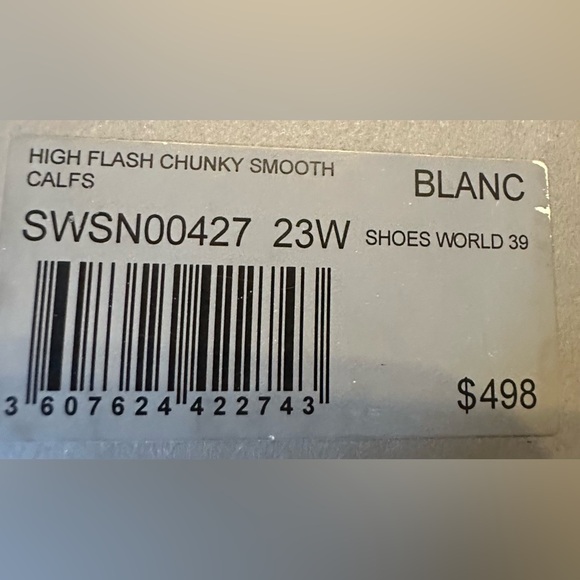 HIGH FLASH CHUNKY SMOOTH
CALFS
BLANC
SWSN00427 23W SHOES WORLD 39
3 607624 422743
$498